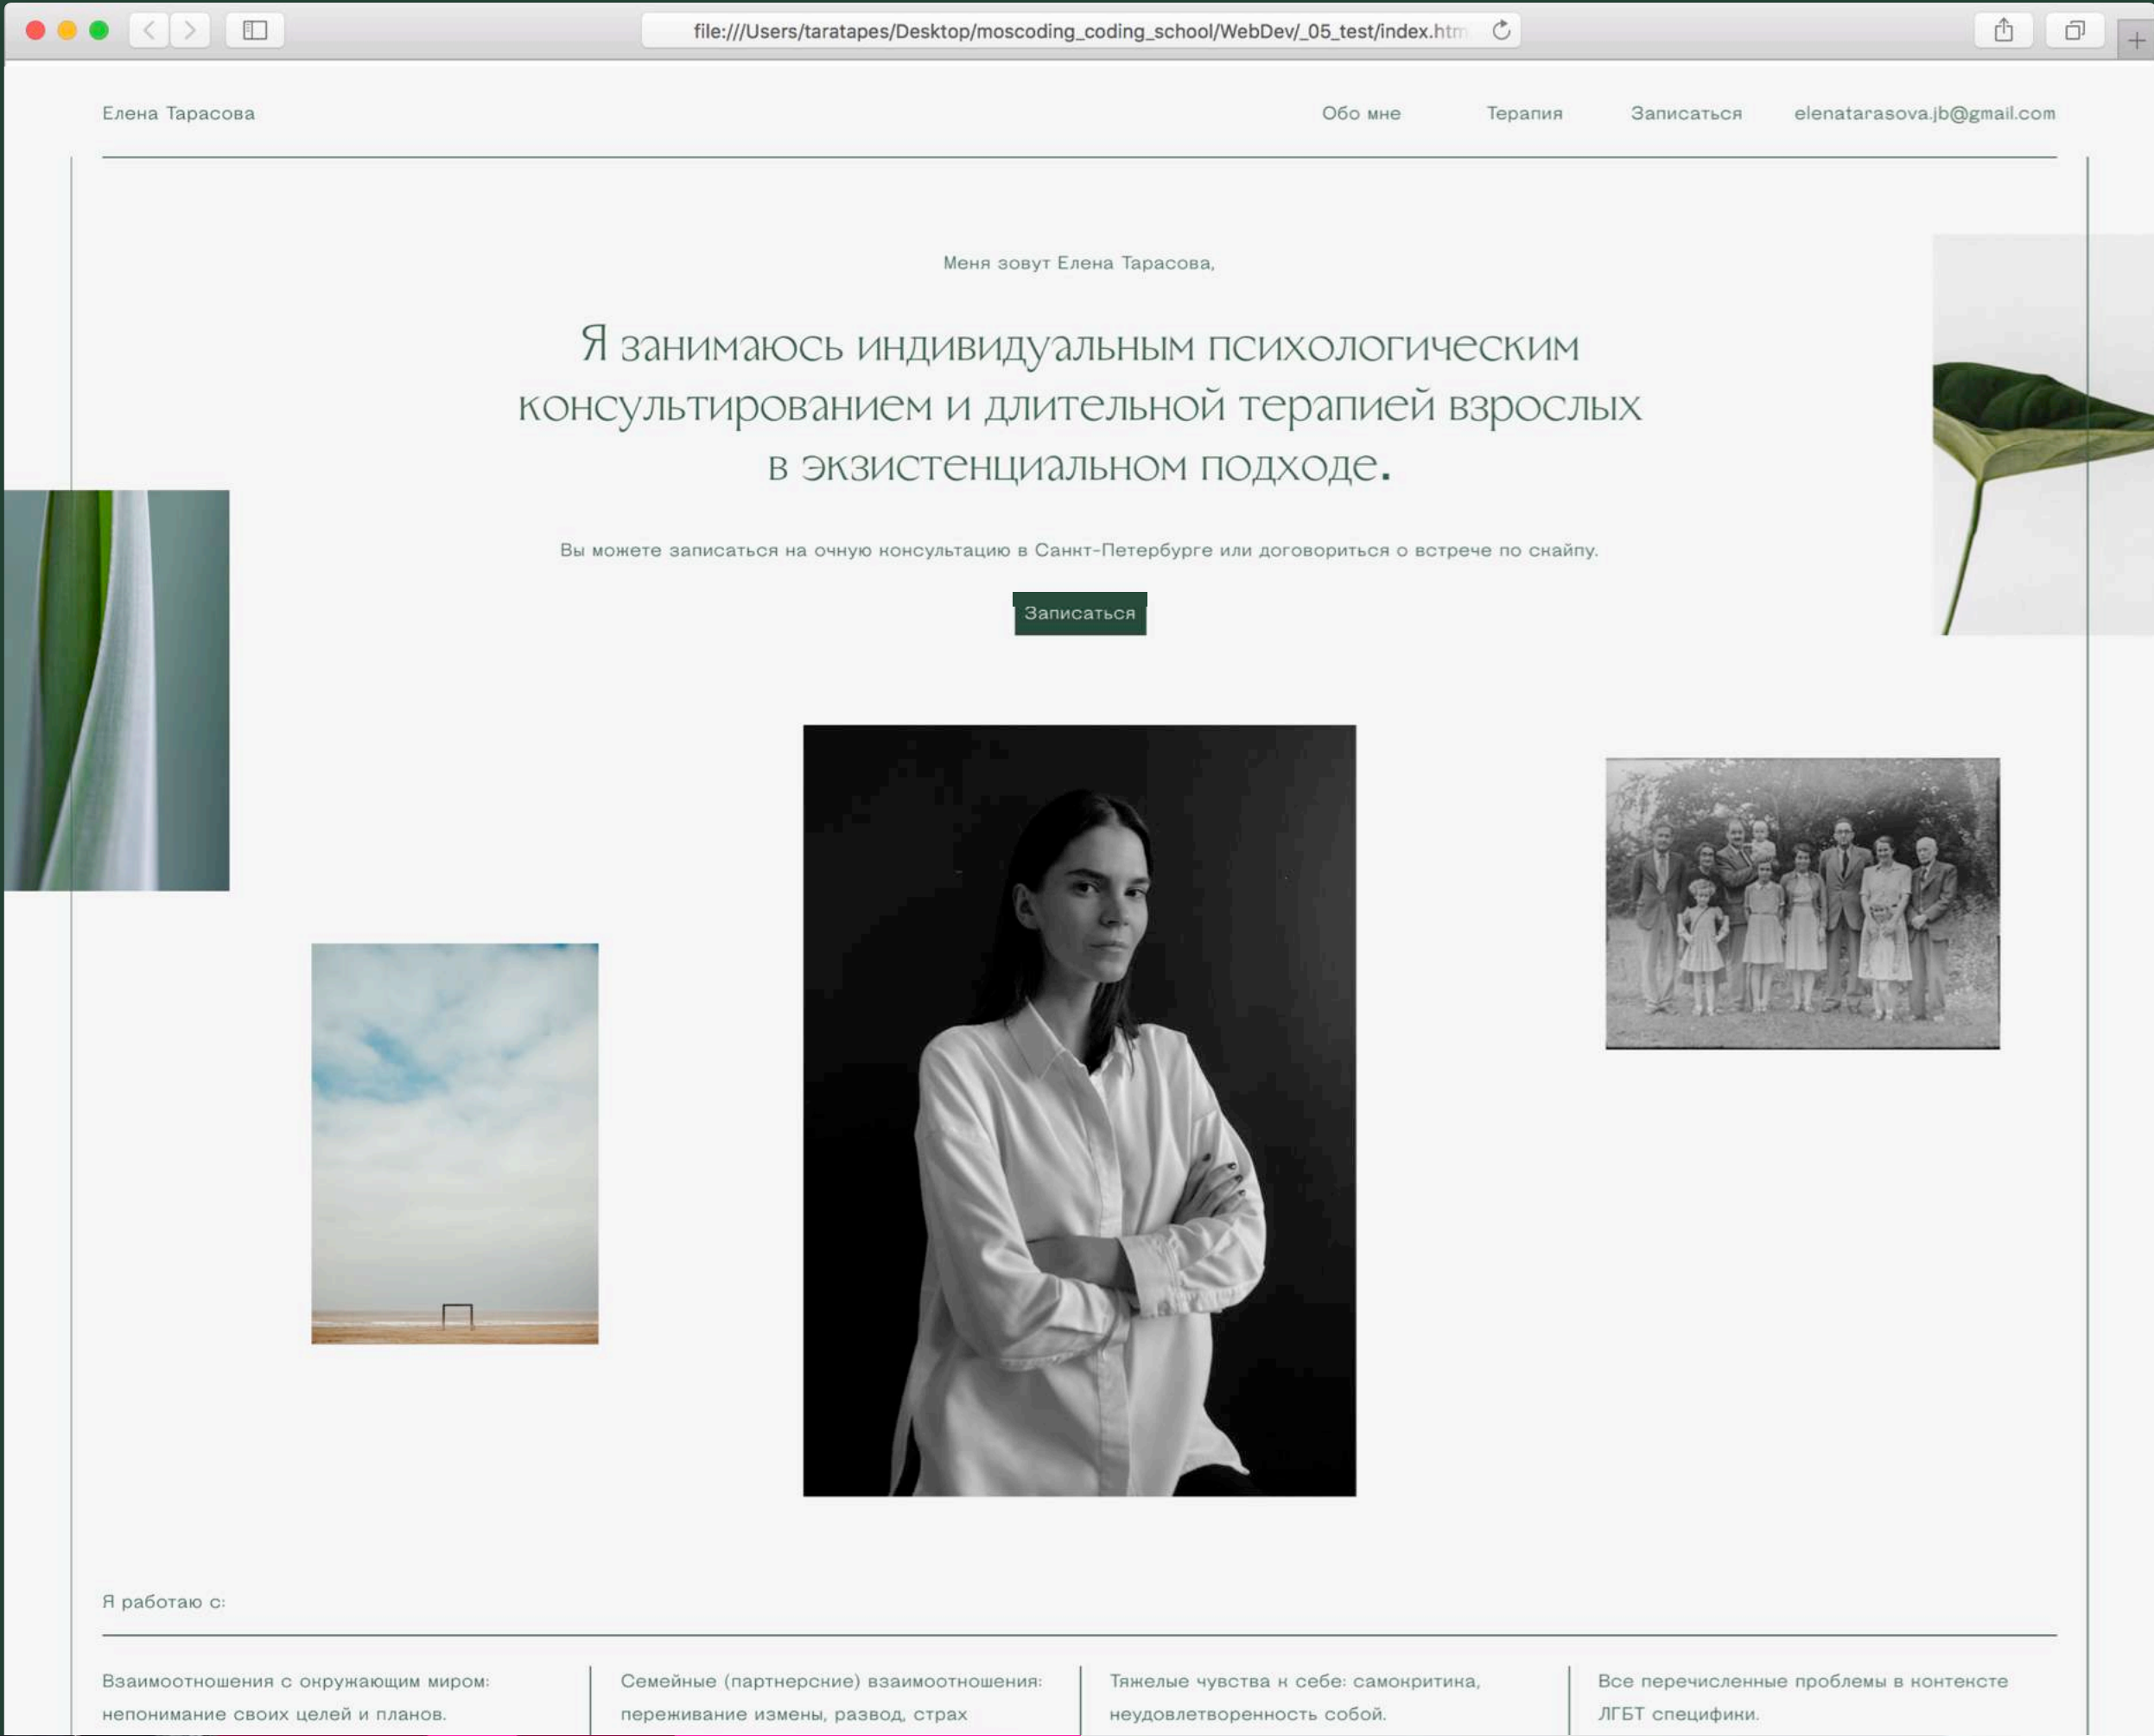 file:///Users/taratapes/Desktop/moscoding_coding_school/WebDev/_05_test/index.htm
Елена Тарасова
Обо мне
Терапия
Записаться
elenatarasova.jb@gmail.com
Меня зовут Елена Тарасова,
Я занимаюсь индивидуальным психологическим
консультированием и длительной терапией взрослых
в экзистенциальном подходе.
Вы можете записаться на очную консультацию в Санкт-Петербурге или договориться о встрече по скайпу.
Записаться
Я работаю с:
Взаимоотношения с окружающим миром:
непонимание своих целей и планов.
Семейные (партнерские) взаимоотношения:
переживание измены, развод, страх
Тяжелые чувства к себе: самокритика,
неудовлетворенность собой.
Все перечисленные проблемы в контексте
ЛГБТ специфики.